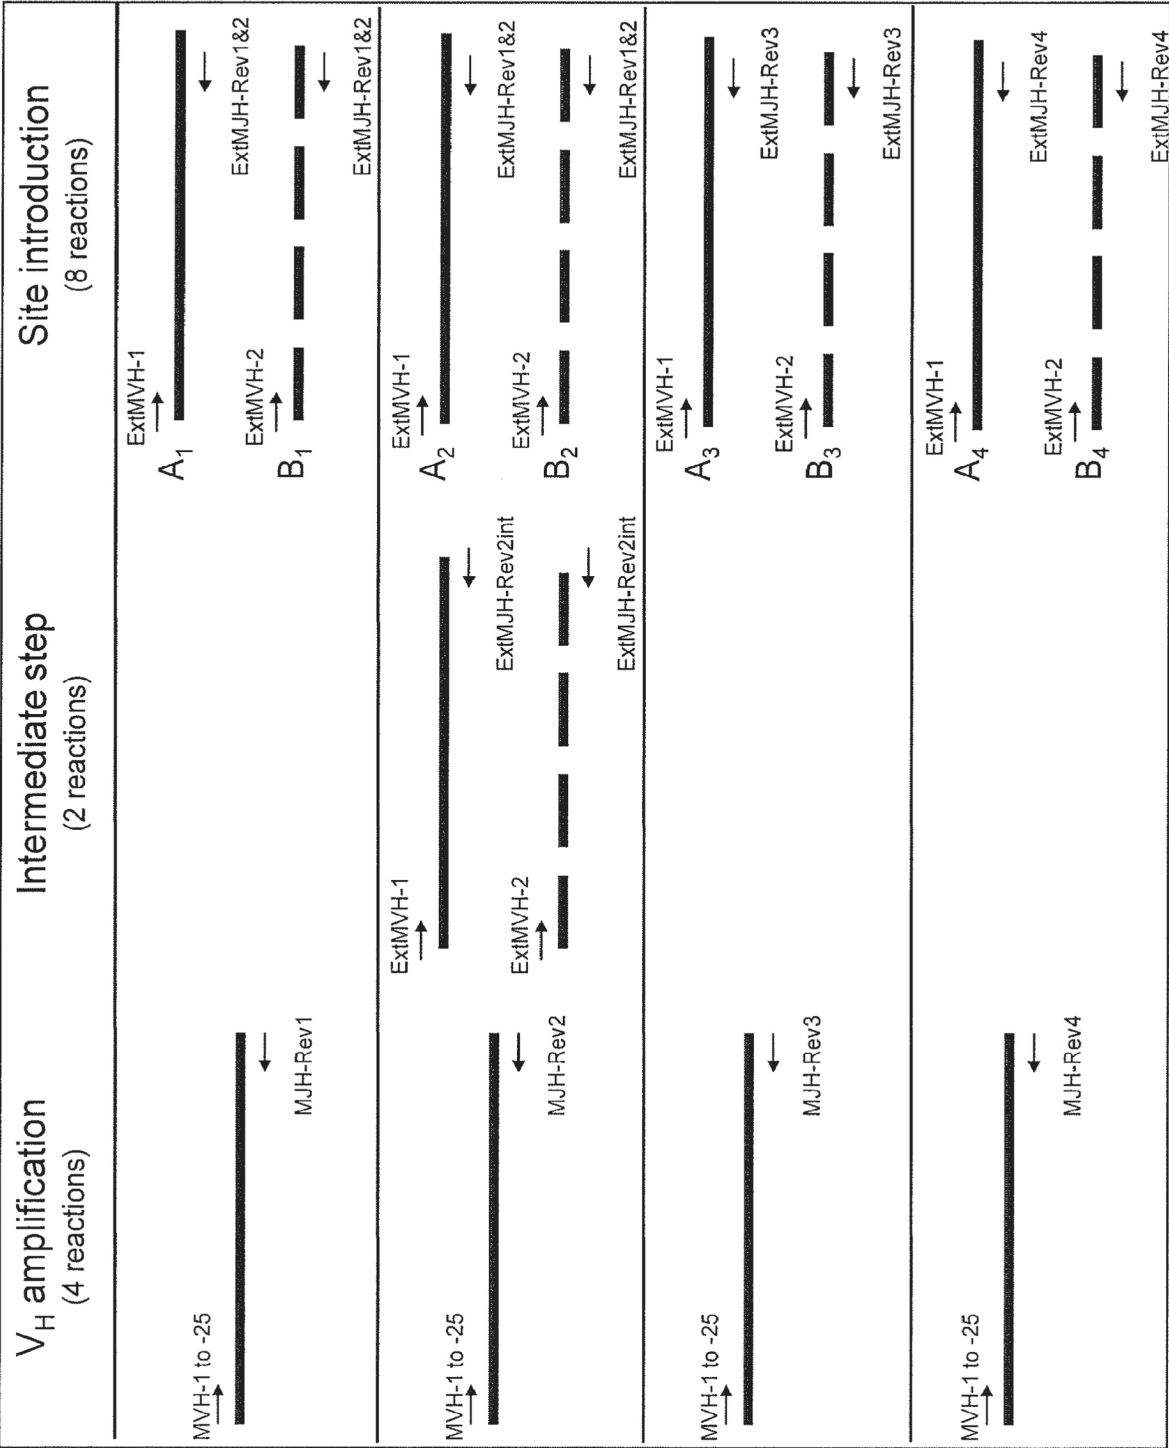 V_H amplification
(4 reactions)
Intermediate step
(2 reactions)
Site introduction
(8 reactions)
MVH-1 to -25
MJH-Rev1
ExtMVH-1
A₁
ExtMJH-Rev1&2
ExtMVH-2
B₁
ExtMJH-Rev1&2
MVH-1 to -25
MJH-Rev2
ExtMVH-1
ExtMJH-Rev2int
ExtMVH-2
ExtMJH-Rev2int
ExtMVH-1
A₂
ExtMJH-Rev1&2
ExtMVH-2
B₂
ExtMJH-Rev1&2
MVH-1 to -25
MJH-Rev3
ExtMVH-1
A₃
ExtMJH-Rev3
ExtMVH-2
B₃
ExtMJH-Rev3
MVH-1 to -25
MJH-Rev4
ExtMVH-1
A₄
ExtMJH-Rev4
ExtMVH-2
B₄
ExtMJH-Rev4